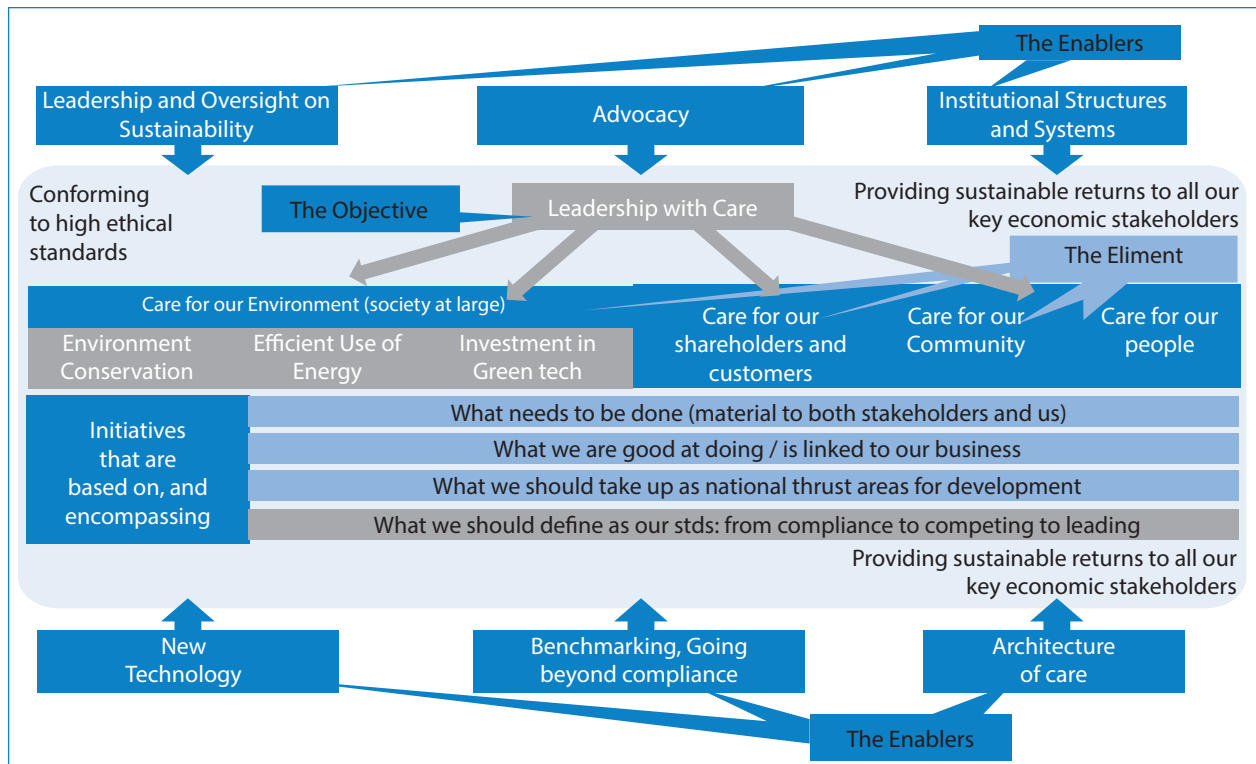 The Enablers
Leadership and Oversight on
Sustainability
Advocacy
Institutional Structures
and Systems
Conforming
to high ethical
standards
The Objective
Leadership with Care
Providing sustainable returns to all our
key economic stakeholders
The Eliment
Care for our Environment (society at large)
Environment
Conservation
Efficient Use of
Energy
Investment in
Green tech
Care for our
shareholders and
customers
Care for our
Community
Care for our
people
Initiatives
that are
based on, and
encompassing
What needs to be done (material to both stakeholders and us)
What we are good at doing / is linked to our business
What we should take up as national thrust areas for development
What we should define as our stds: from compliance to competing to leading
Providing sustainable returns to all our
key economic stakeholders
New
Technology
Benchmarking, Going
beyond compliance
Architecture
of care
The Enablers